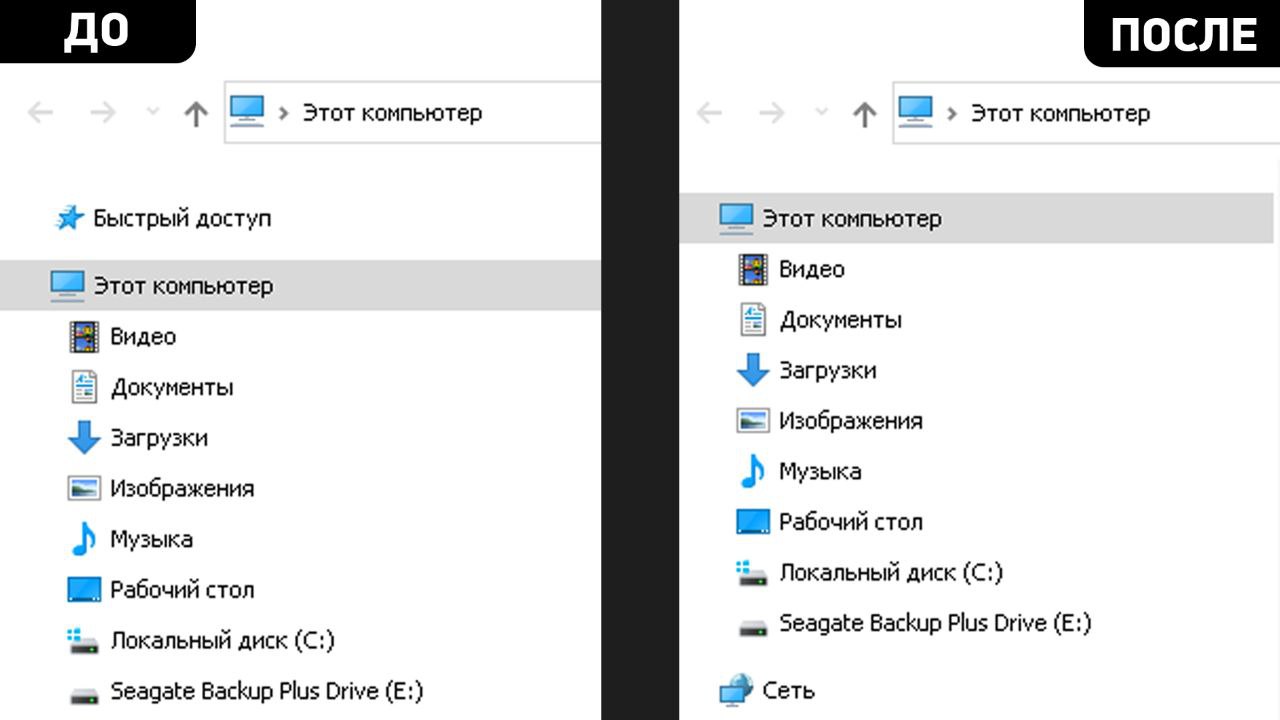 ДО
Этот компьютер
Быстрый доступ
Этот компьютер
Видео
Документы
Загрузки
Изображения
Музыка
Рабочий стол
Локальный диск (C:)
Seagate Backup Plus Drive (E:)
ПОСЛЕ
Этот компьютер
Этот компьютер
Видео
Документы
Загрузки
Изображения
Музыка
Рабочий стол
Локальный диск (C:)
Seagate Backup Plus Drive (E:)
Сеть